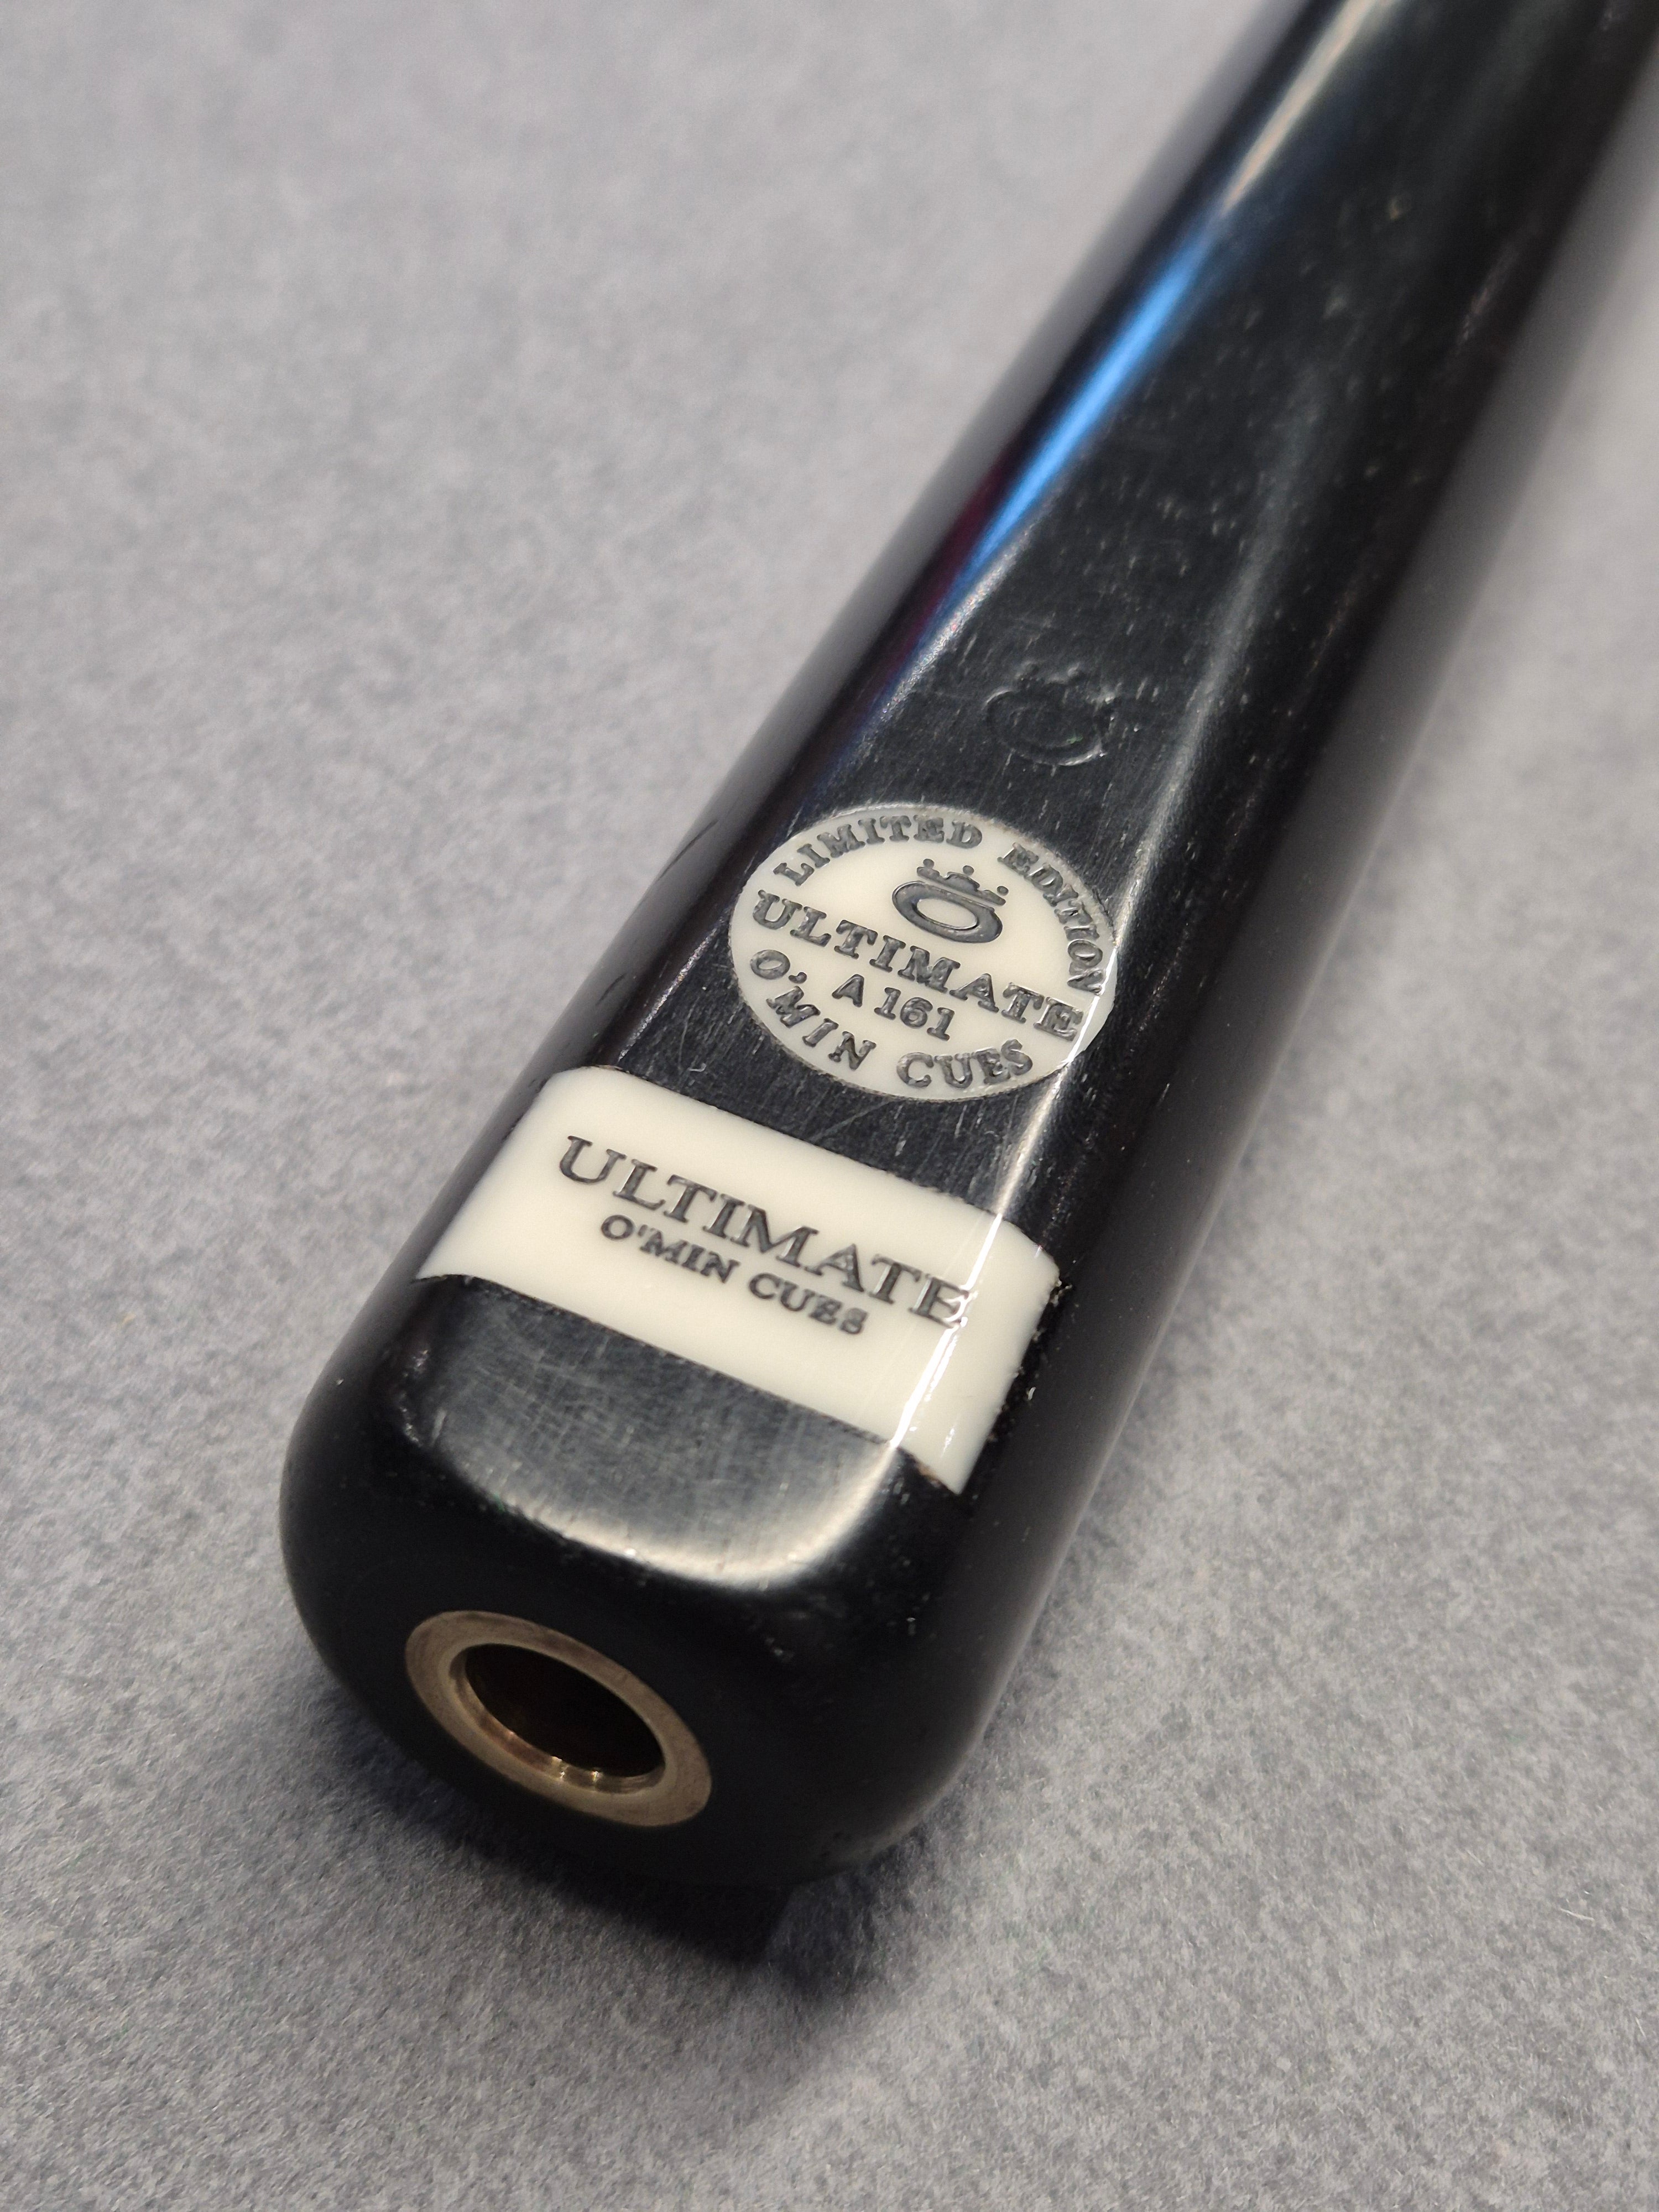 LIMITED EDITION
ULTIMATE
A 161
O'MIN CUES
ULTIMATE
O'MIN CUES